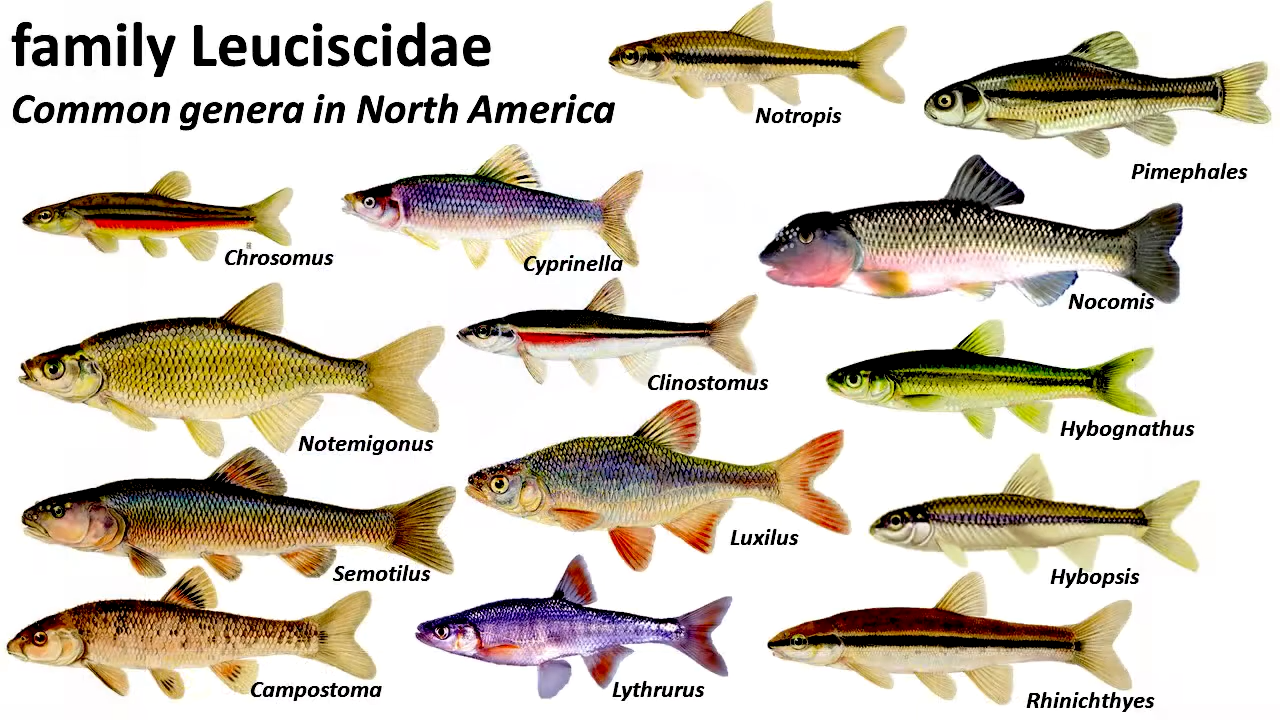 family Leuciscidae
Common genera in North America
Notropis
Pimephales
Chrosomus
Cyprinella
Nocomis
Notemigonus
Clinostomus
Hybognathus
Semotilus
Luxilus
Hybopsis
Campostoma
Lythrurus
Rhinichthyes